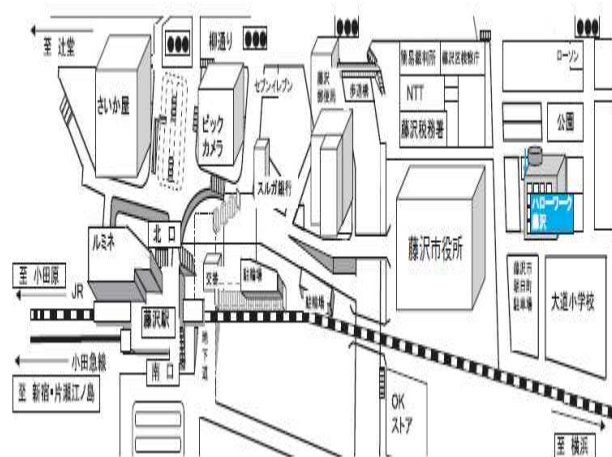 至 辻堂
柳通り
さいか屋
ビック
カメラ
セブンイレブン
藤沢
郵便局
歩道橋
簡易裁判所
藤沢区検察庁
NTT
藤沢税務署
ローソン
公園
スルガ銀行
ハローワーク
藤沢
藤沢市役所
北口
ルミネ
交番
駐輪場
駐輪場
藤沢市
朝日町
駐車場
大道小学校
至 小田原
JR
藤沢駅
地下道
小田急線
南口
至 新宿・片瀬江ノ島
OK
ストア
至 横浜